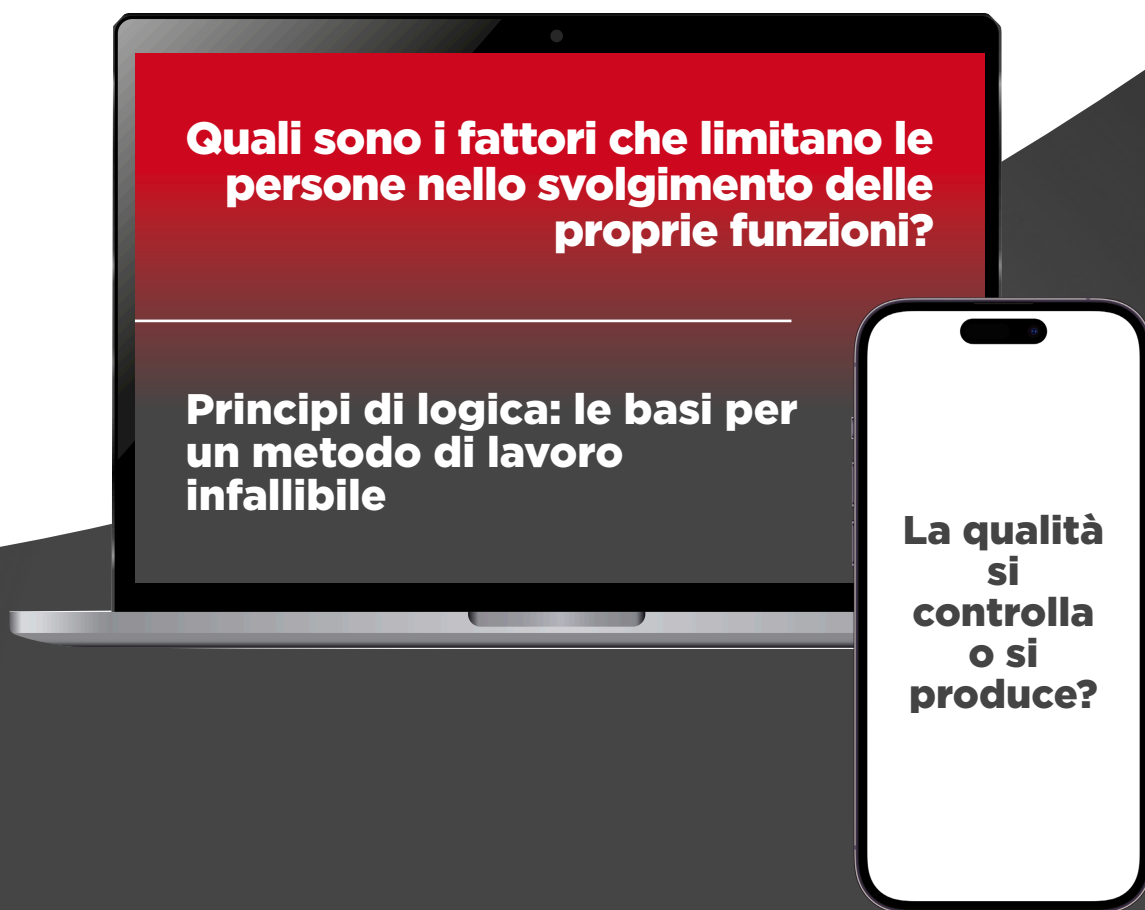 Quali sono i fattori che limitano le
persone nello svolgimento delle
proprie funzioni?
Principi di logica: le basi per
un metodo di lavoro
infallibile
La qualità
si
controlla
o si
produce?